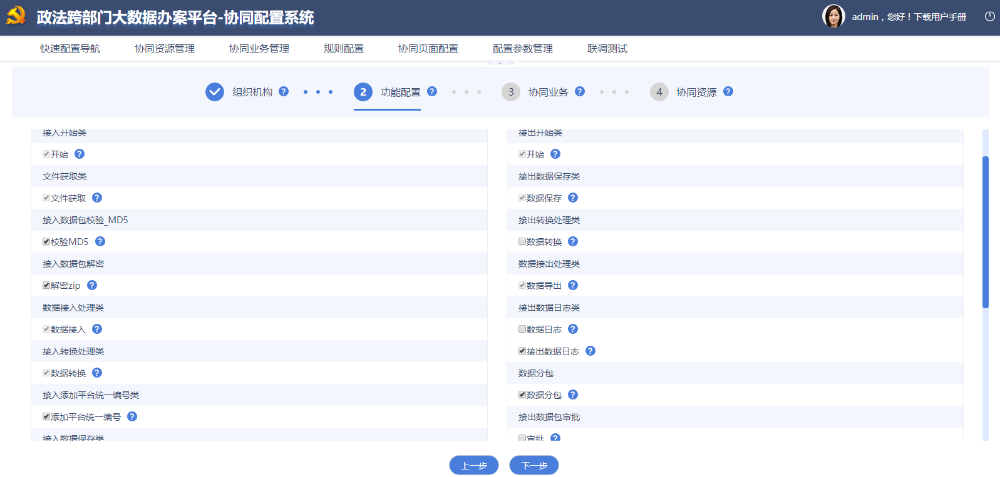 政法跨部门大数据办案平台-协同配置系统
admin，您好！下载用户手册
快速配置导航 协同资源管理 协同业务管理 规则配置 协同页面配置 配置参数管理 联调测试
组织机构 ? 2 功能配置 ? 3 协同业务 ? 4 协同资源 ?
接入开始类
开始 ?
文件获取类
文件获取 ?
接入数据包校验_MD5
校验MD5 ?
接入数据包解密
解密zip ?
数据接入处理类
数据接入 ?
接入转换处理类
数据转换 ?
接入添加平台统一编号类
添加平台统一编号 ?
接入数据保存类
接出开始类
开始 ?
接出数据保存类
数据保存 ?
接出转换处理类
数据转换 ?
数据接出处理类
数据导出 ?
接出数据日志类
数据日志 ?
接出数据日志 ?
数据分包
数据分包 ?
接出数据包审批
审批 ?
上一步 下一步